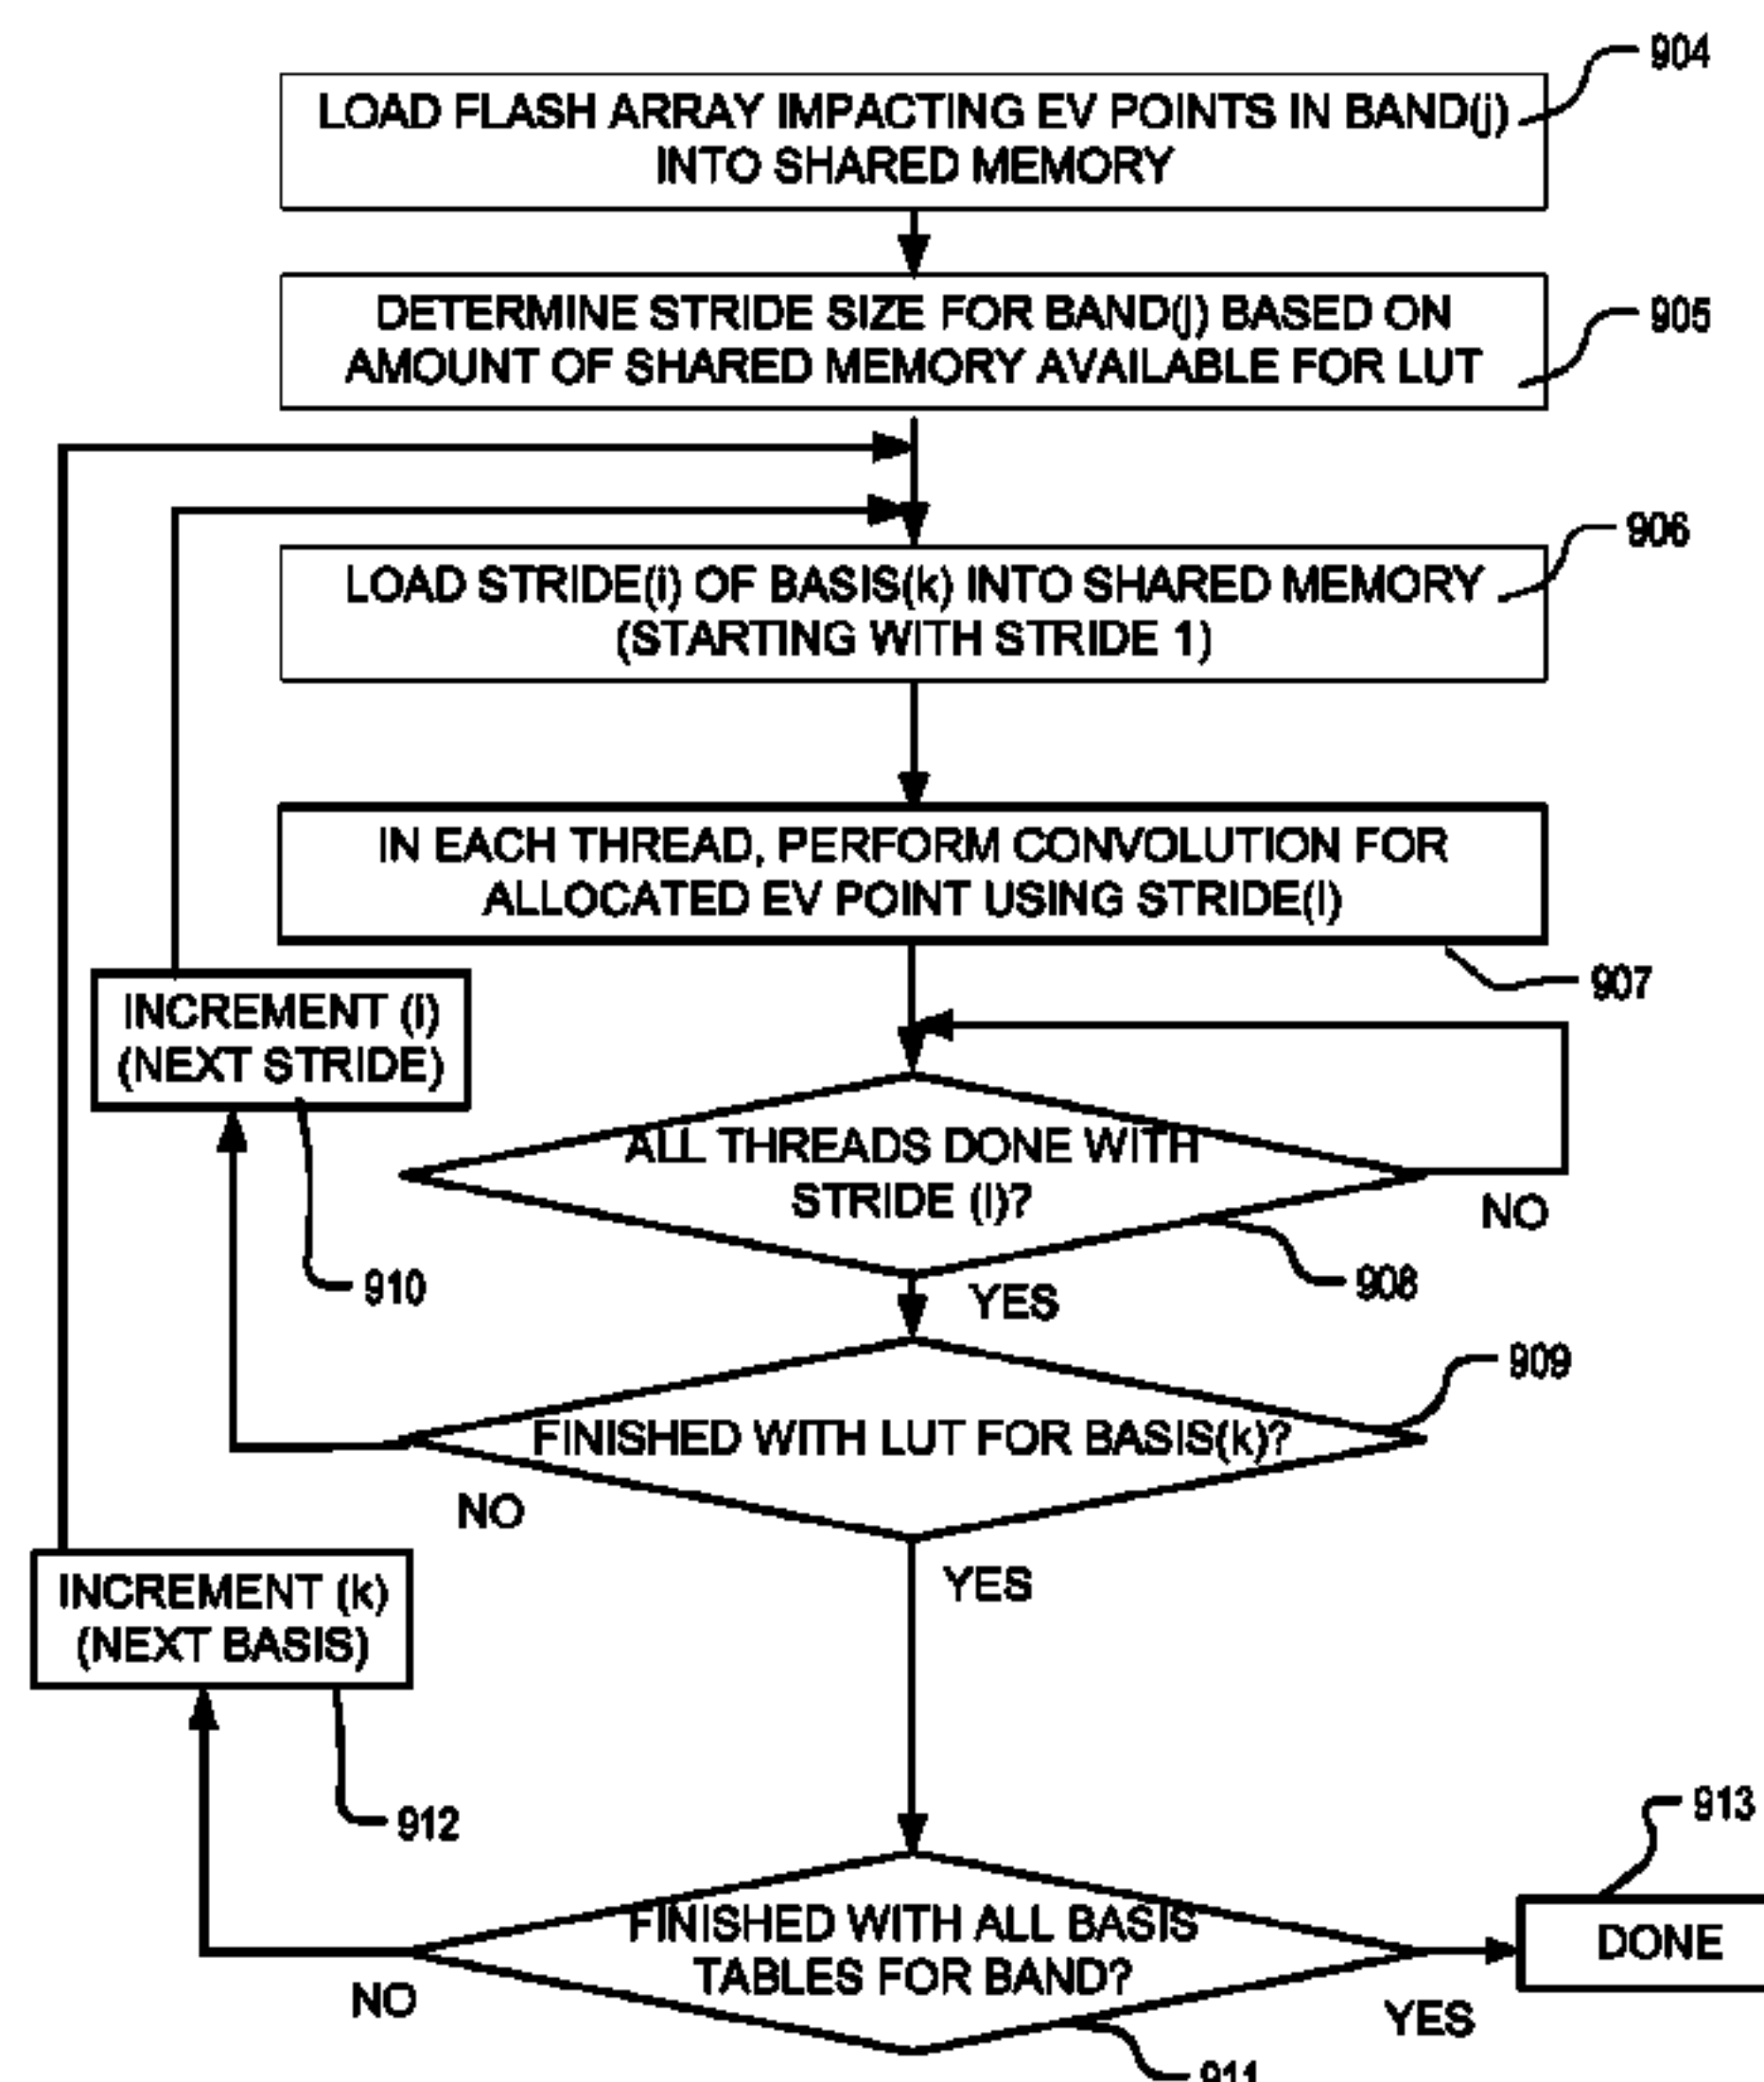 904
LOAD FLASH ARRAY IMPACTING EV POINTS IN BAND(j)
INTO SHARED MEMORY
DETERMINE STRIDE SIZE FOR BAND(j) BASED ON
AMOUNT OF SHARED MEMORY AVAILABLE FOR LUT
905
906
LOAD STRIDE(i) OF BASIS(k) INTO SHARED MEMORY
(STARTING WITH STRIDE 1)
IN EACH THREAD, PERFORM CONVOLUTION FOR
ALLOCATED EV POINT USING STRIDE(I)
907
INCREMENT (I)
(NEXT STRIDE)
ALL THREADS DONE WITH
STRIDE (I)?
NO
910
908
YES
909
FINISHED WITH LUT FOR BASIS(k)?
NO
YES
INCREMENT (k)
(NEXT BASIS)
912
913
FINISHED WITH ALL BASIS
TABLES FOR BAND?
DONE
NO
YES
911